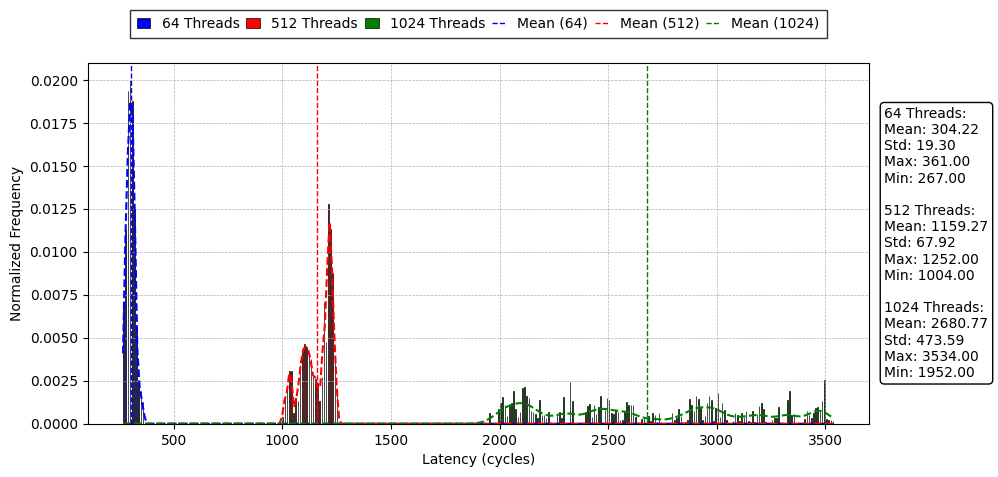 64 Threads 512 Threads 1024 Threads Mean (64) Mean (512) Mean (1024)
0.0200
0.0175
0.0150
0.0125
0.0100
0.0075
0.0050
0.0025
0.0000
Normalized Frequency
500 1000 1500 2000 2500 3000 3500
Latency (cycles)
64 Threads:
Mean: 304.22
Std: 19.30
Max: 361.00
Min: 267.00
512 Threads:
Mean: 1159.27
Std: 67.92
Max: 1252.00
Min: 1004.00
1024 Threads:
Mean: 2680.77
Std: 473.59
Max: 3534.00
Min: 1952.00